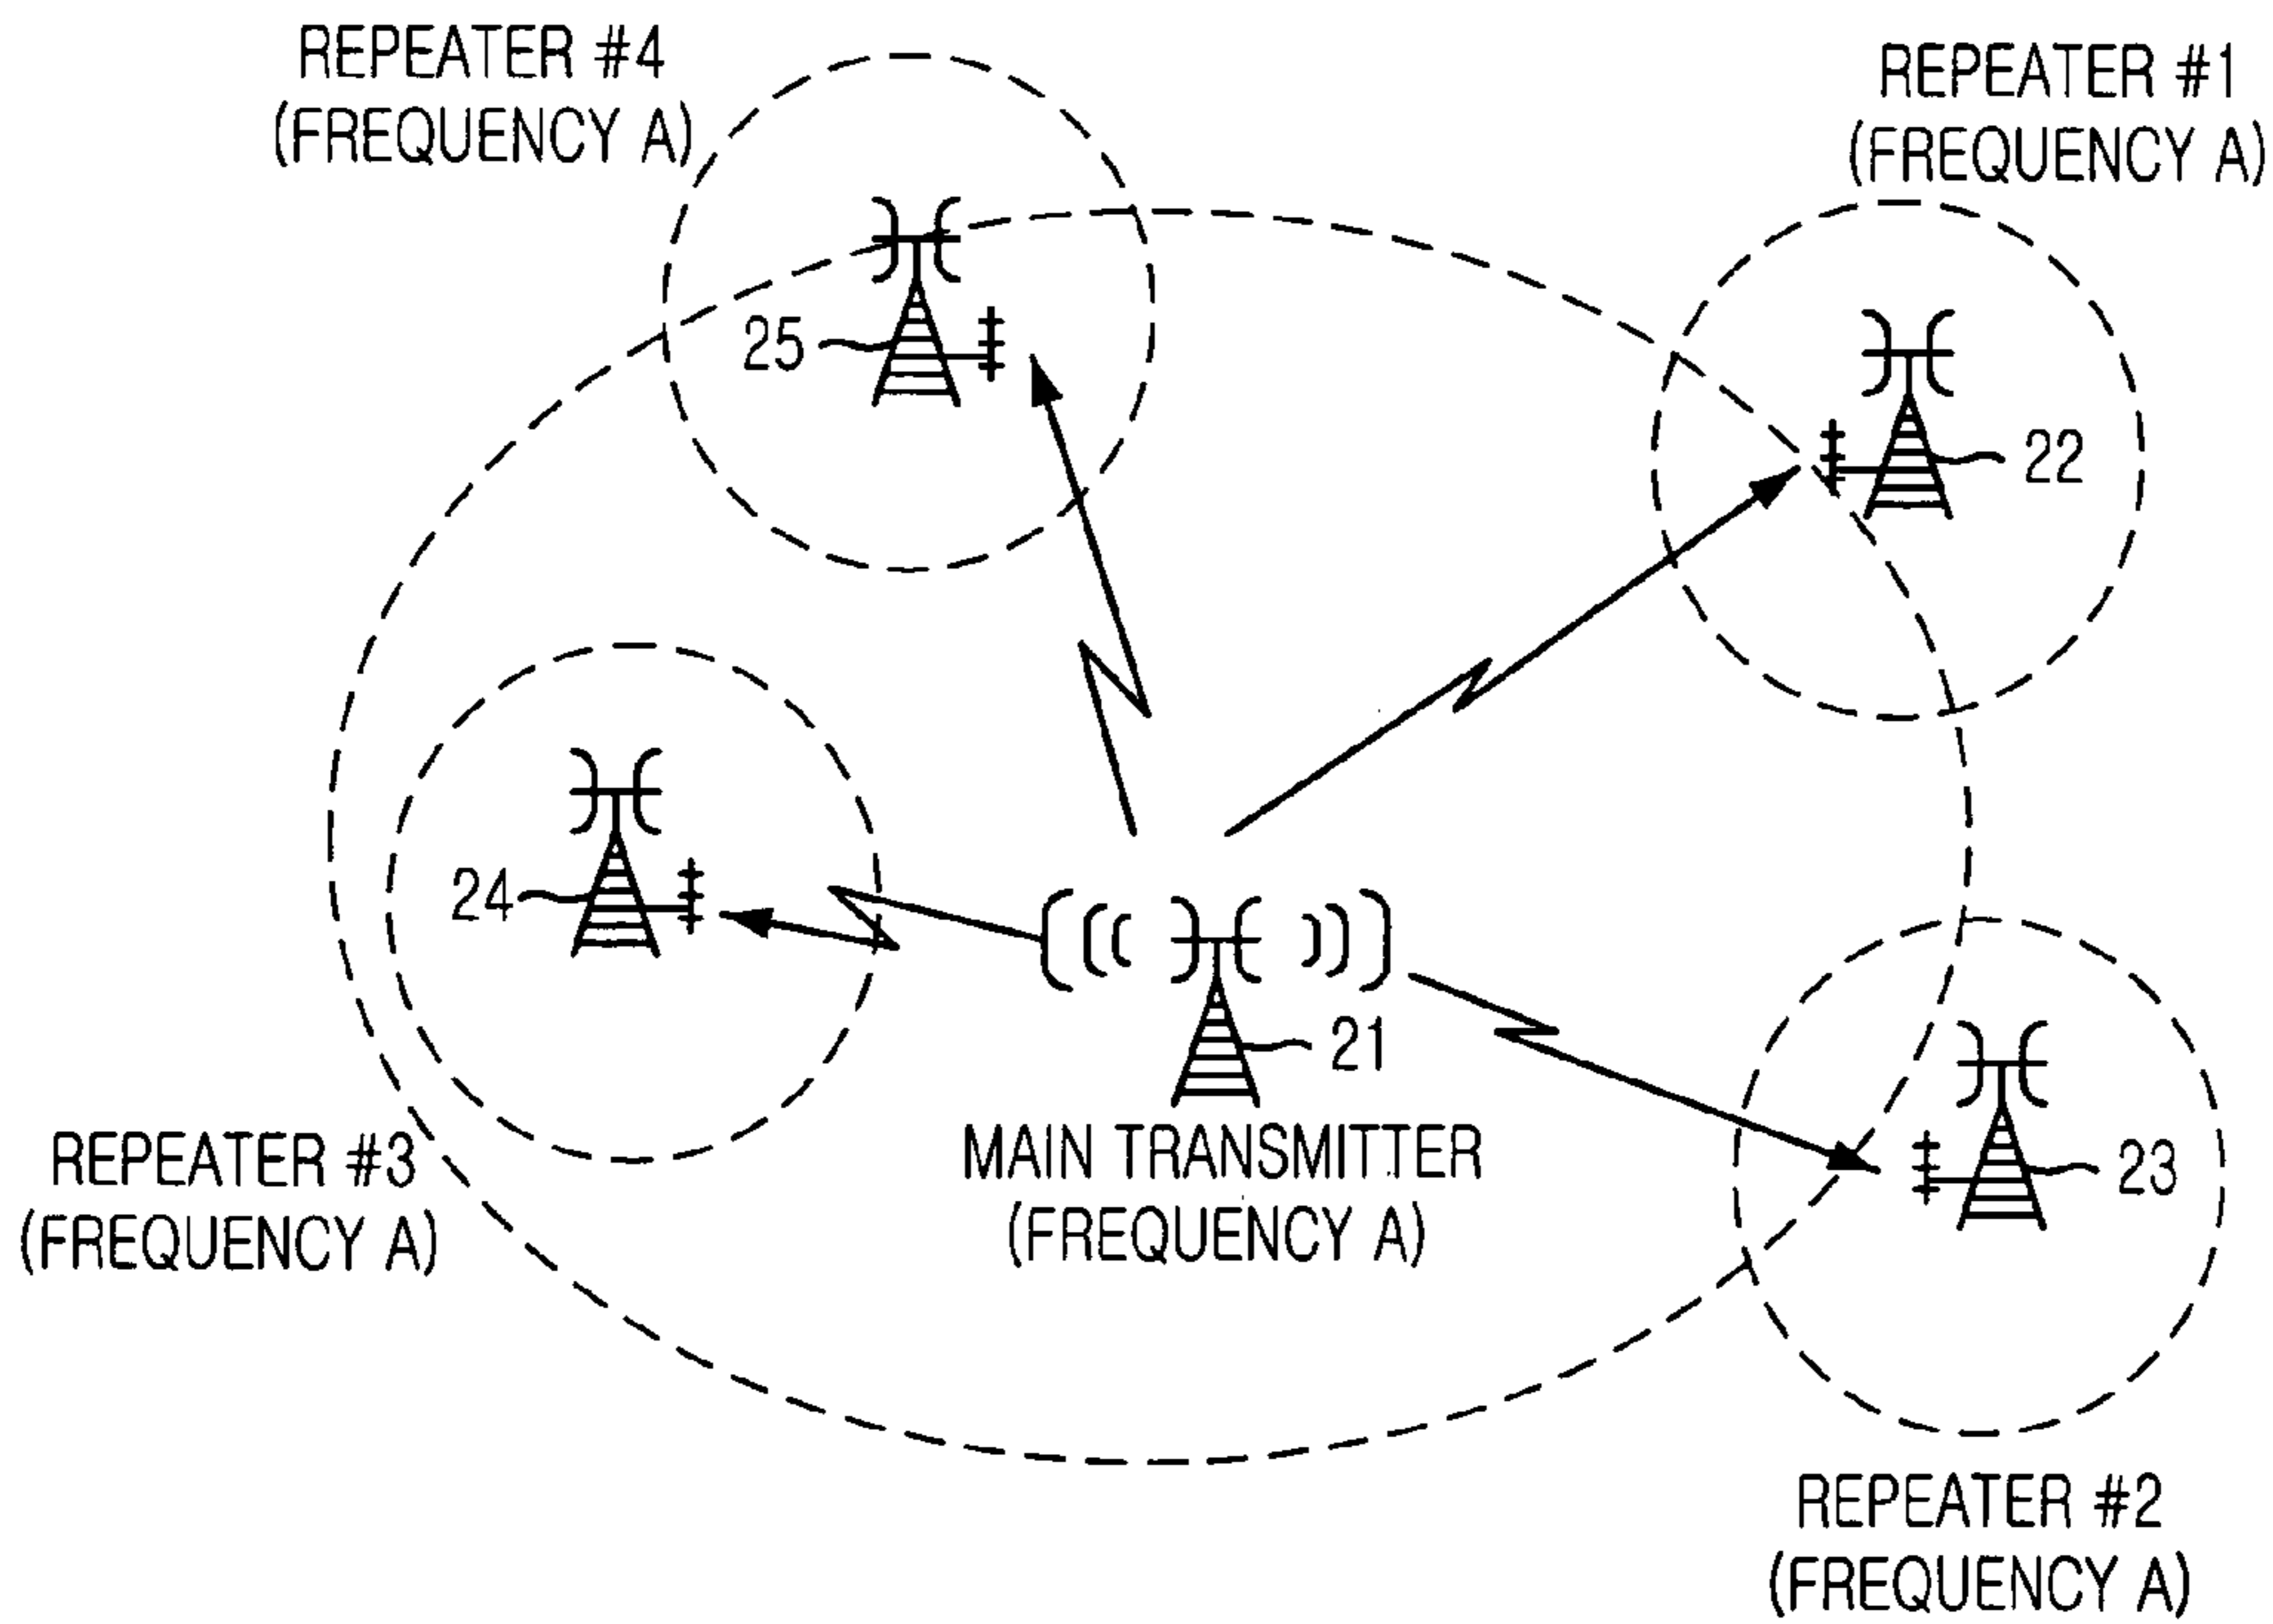 REPEATER #4
(FREQUENCY A)
REPEATER #1
(FREQUENCY A)
25
22
24
21
MAIN TRANSMITTER
(FREQUENCY A)
REPEATER #3
(FREQUENCY A)
23
REPEATER #2
(FREQUENCY A)